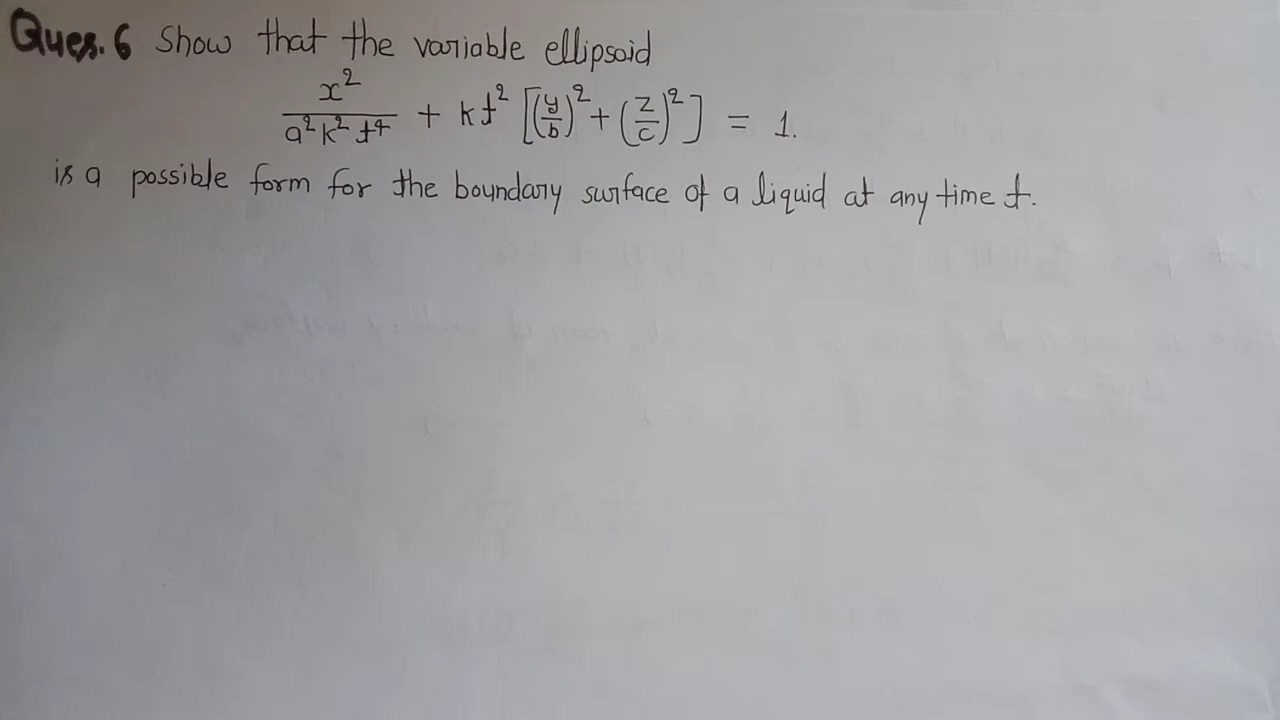 Ques. 6 Show that the variable ellipsoid
x²/(a²k²t⁴) + kt² [(y/b)² + (z/c)²] = 1.
is a possible form for the boundary surface of a liquid at any time t.